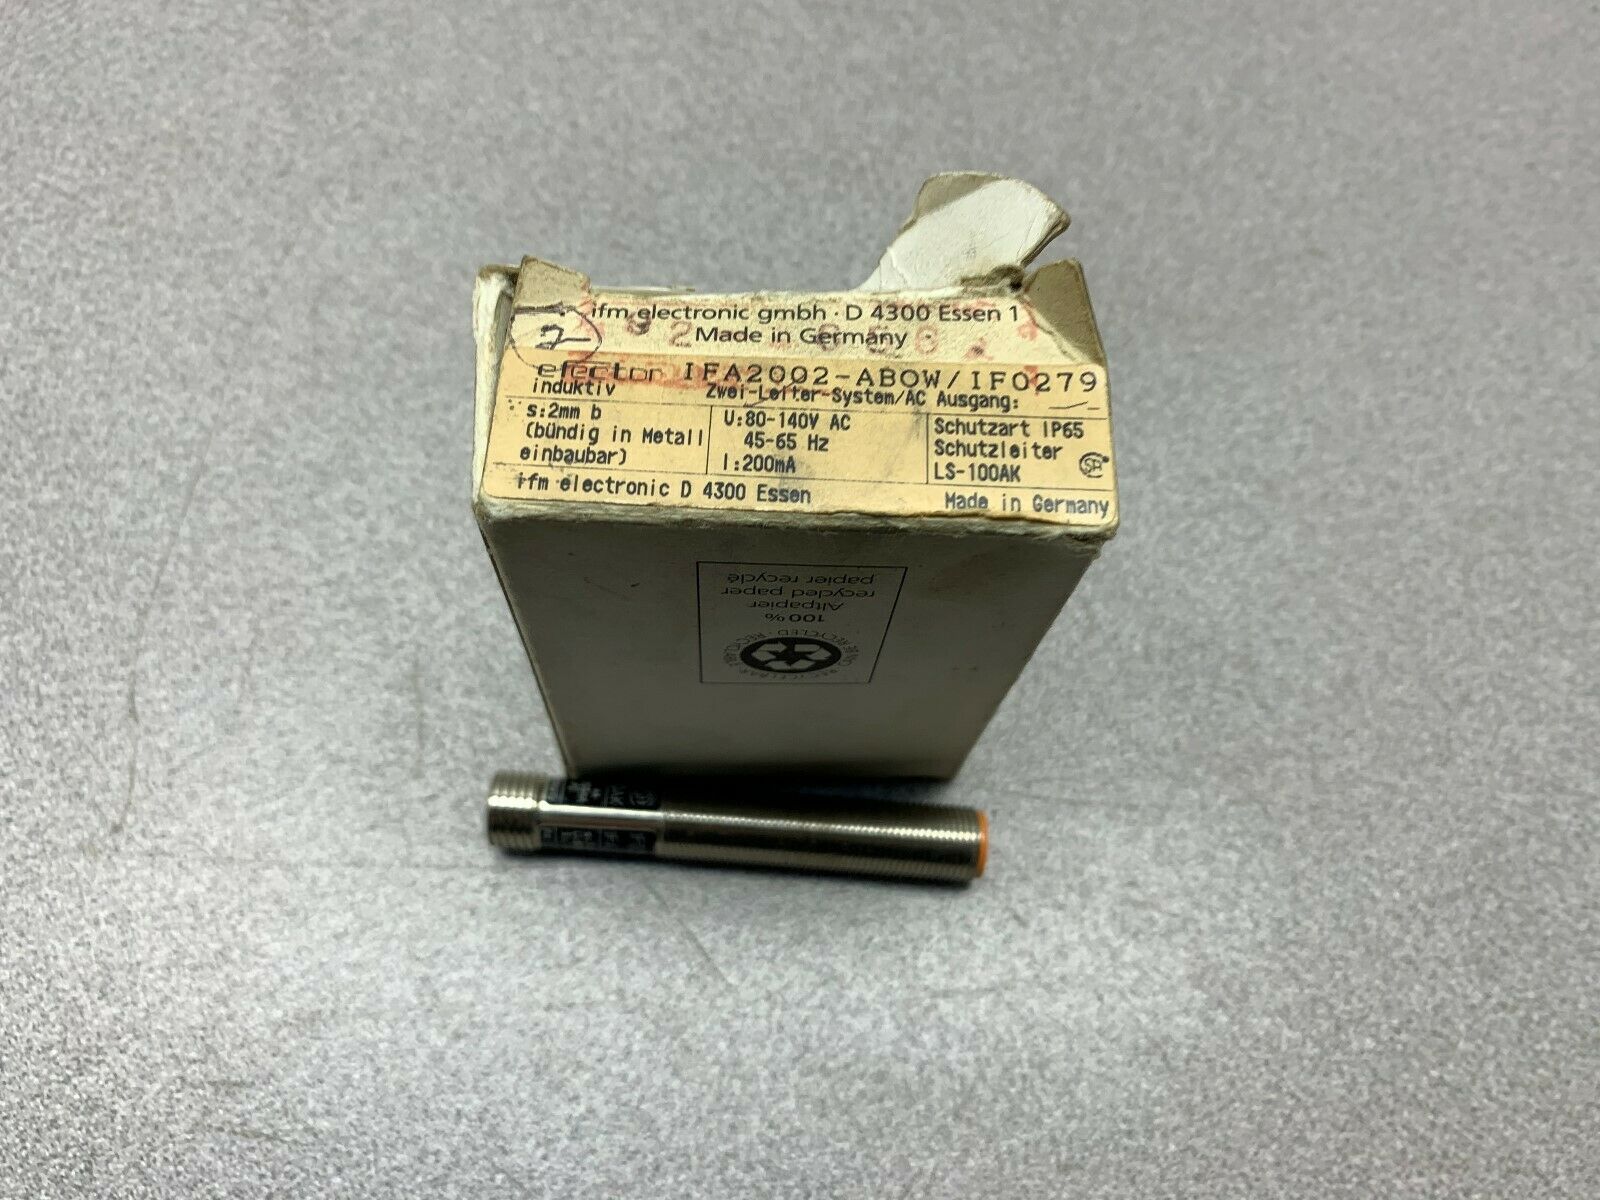 ifm electronic gmbh · D 4300 Essen 1
Made in Germany
2
efector IFA2002-ABOW/IF0279
induktiv Zwei-Leiter-System/AC Ausgang:
s:2mm b
(bündig in Metall
einbaubar)
U:80-140V AC
45-65 Hz
I:200mA
Schutzart IP65
Schutzleiter
LS-100AK
ifm electronic D 4300 Essen Made in Germany
100%
Altpapier
recycled paper
papier recyclé